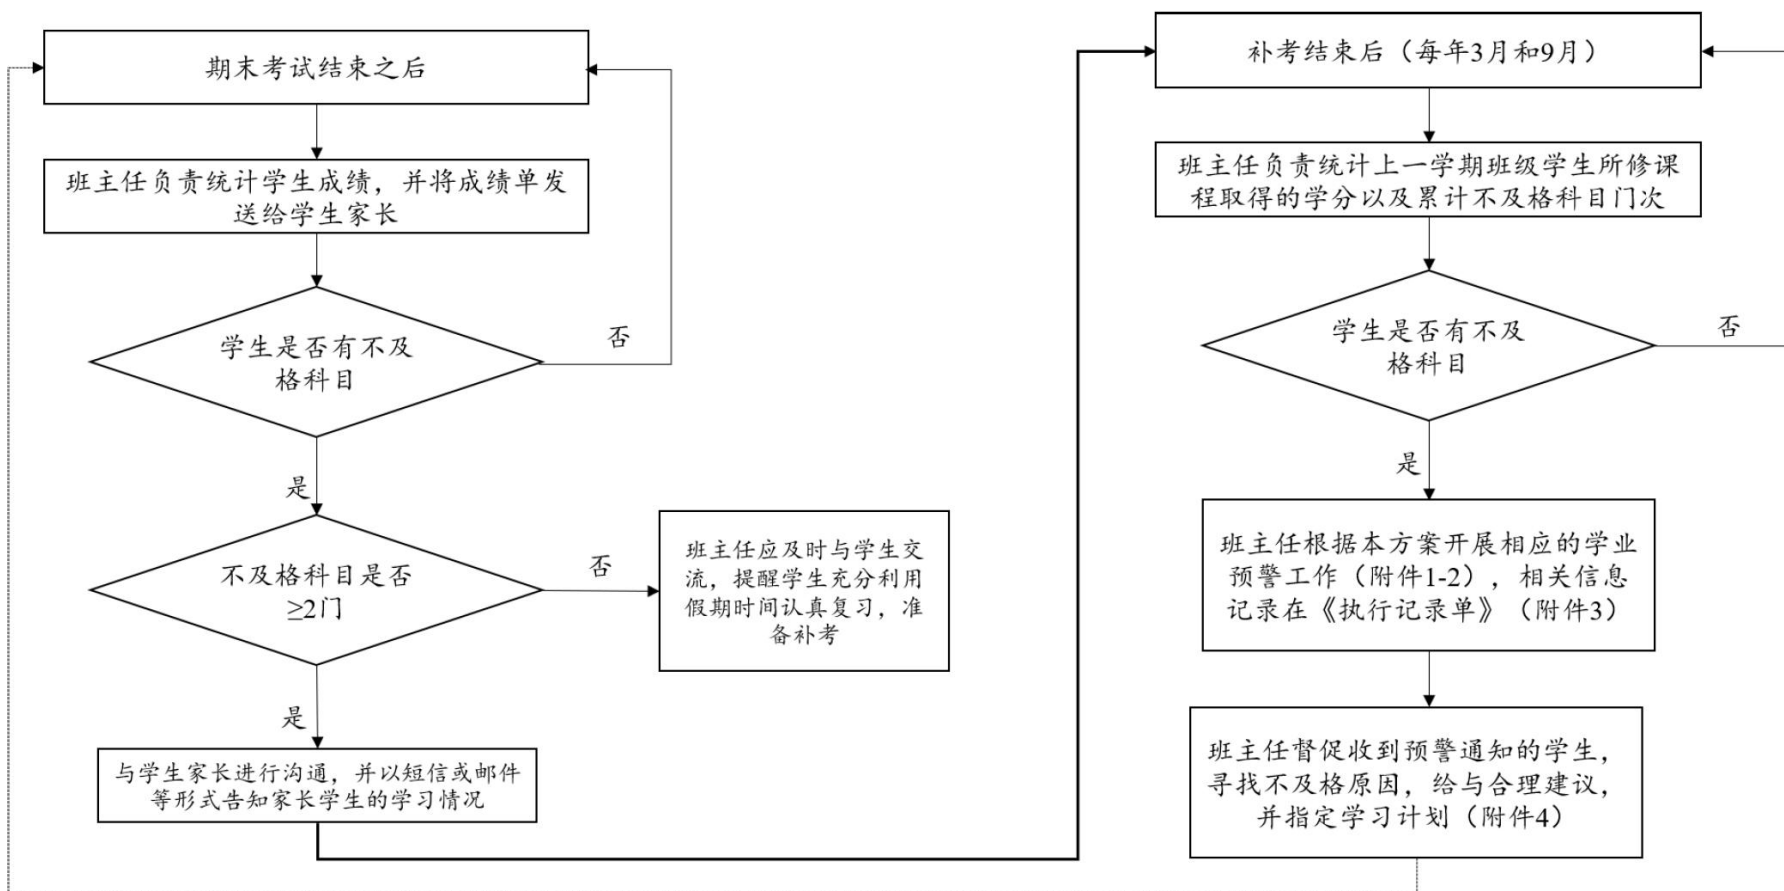 期末考试结束之后
班主任负责统计学生成绩，并将成绩单发
送给学生家长
学生是否有不及
格科目
否
是
不及格科目是否
≥2门
否
班主任应及时与学生交
流，提醒学生充分利用
假期时间认真复习，准
备补考
是
与学生家长进行沟通，并以短信或邮件
等形式告知家长学生的学习情况
补考结束后（每年3月和9月）
班主任负责统计上一学期班级学生所修课
程取得的学分以及累计不及格科目门次
学生是否有不及
格科目
否
是
班主任根据本方案开展相应的学业
预警工作（附件1-2），相关信息
记录在《执行记录单》（附件3）
班主任督促收到预警通知的学生，
寻找不及格原因，给与合理建议，
并指定学习计划（附件4）